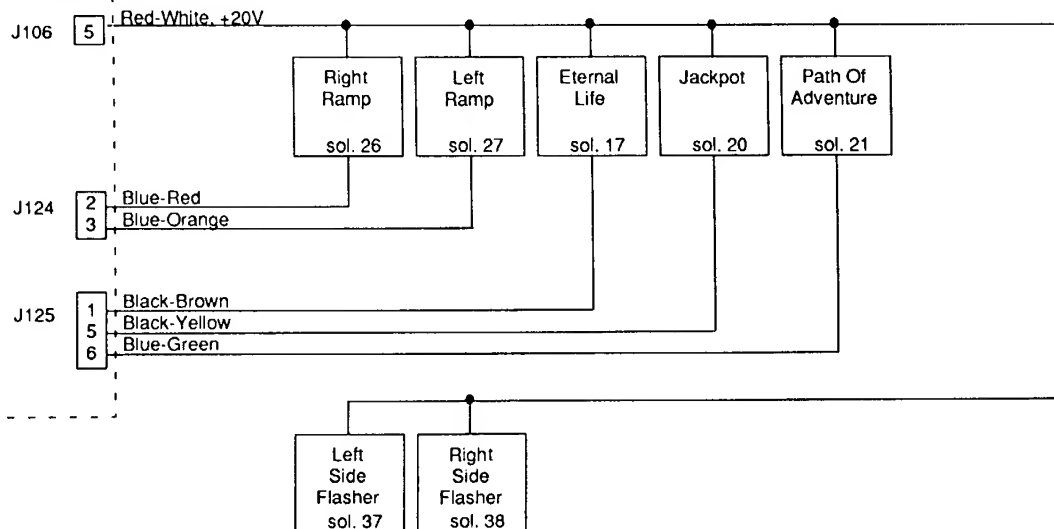 J106 5 Red-White, +20V
Right Ramp sol. 26
Left Ramp sol. 27
Eternal Life sol. 17
Jackpot sol. 20
Path Of Adventure sol. 21
J124
2 Blue-Red
3 Blue-Orange
J125
1 Black-Brown
5 Black-Yellow
6 Blue-Green
Left Side Flasher sol. 37
Right Side Flasher sol. 38